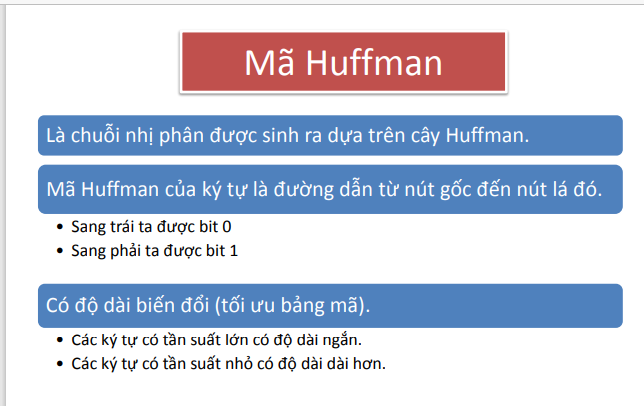 Mã Huffman
Là chuỗi nhị phân được sinh ra dựa trên cây Huffman.
Mã Huffman của ký tự là đường dẫn từ nút gốc đến nút lá đó.
• Sang trái ta được bit 0
• Sang phải ta được bit 1
Có độ dài biến đổi (tối ưu bảng mã).
• Các ký tự có tần suất lớn có độ dài ngắn.
• Các ký tự có tần suất nhỏ có độ dài dài hơn.